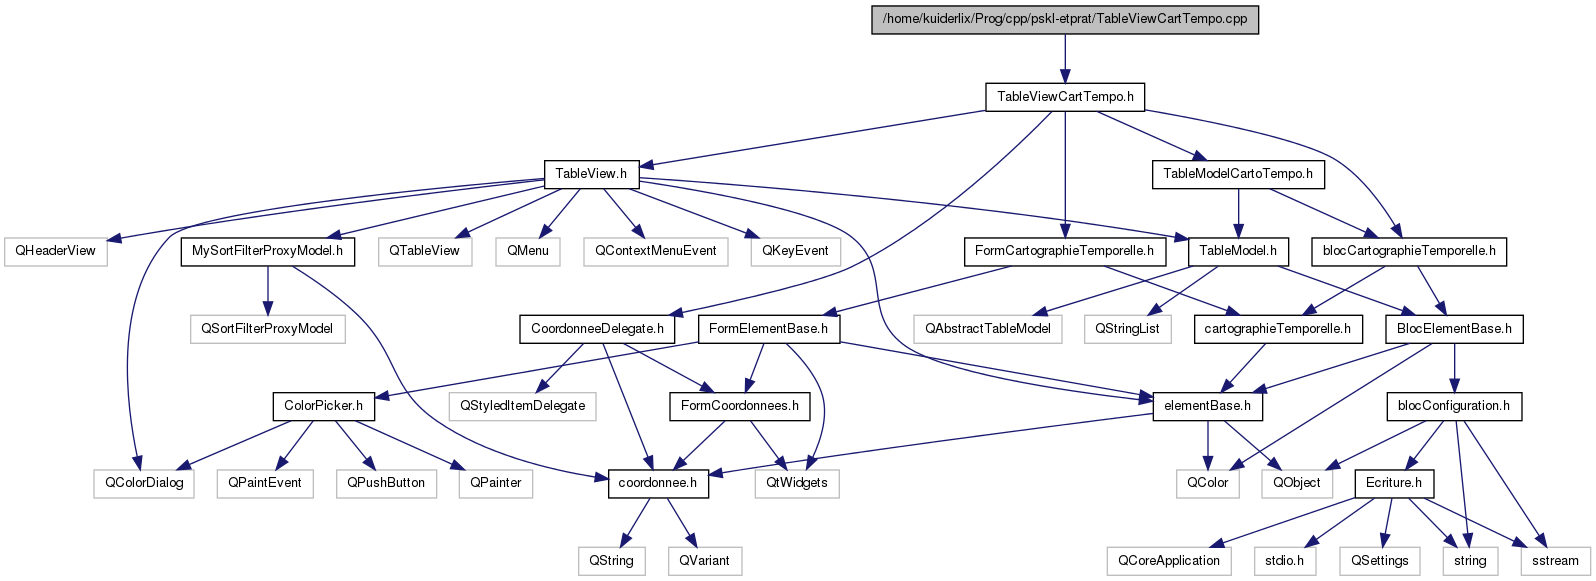 /home/kuiderlix/Prog/cpp/pskl-etprat/TableViewCartTempo.cpp
TableViewCartTempo.h
TableView.h
TableModelCartoTempo.h
QHeaderView
MySortFilterProxyModel.h
QTableView
QMenu
QContextMenuEvent
QKeyEvent
FormCartographieTemporelle.h
TableModel.h
blocCartographieTemporelle.h
QSortFilterProxyModel
CoordonneeDelegate.h
FormElementBase.h
QAbstractTableModel
QStringList
cartographieTemporelle.h
BlocElementBase.h
ColorPicker.h
QStyledItemDelegate
FormCoordonnees.h
elementBase.h
blocConfiguration.h
QColorDialog
QPaintEvent
QPushButton
QPainter
coordonnee.h
QtWidgets
QColor
QObject
Ecriture.h
QString
QVariant
QCoreApplication
stdio.h
QSettings
string
sstream